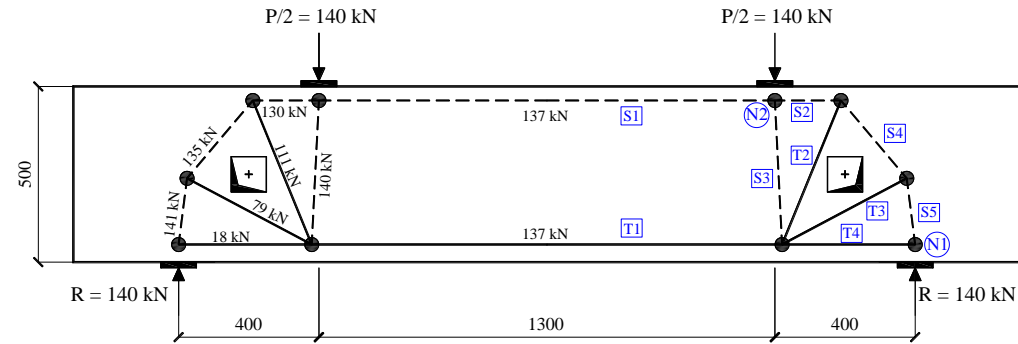 P/2 = 140 kN
P/2 = 140 kN
130 kN
137 kN
S1
N2
S2
135 kN
111 kN
140 kN
T2
S4
500
S3
141 kN
79 kN
T3
S5
18 kN
137 kN
T1
T4
N1
R = 140 kN
R = 140 kN
400
1300
400